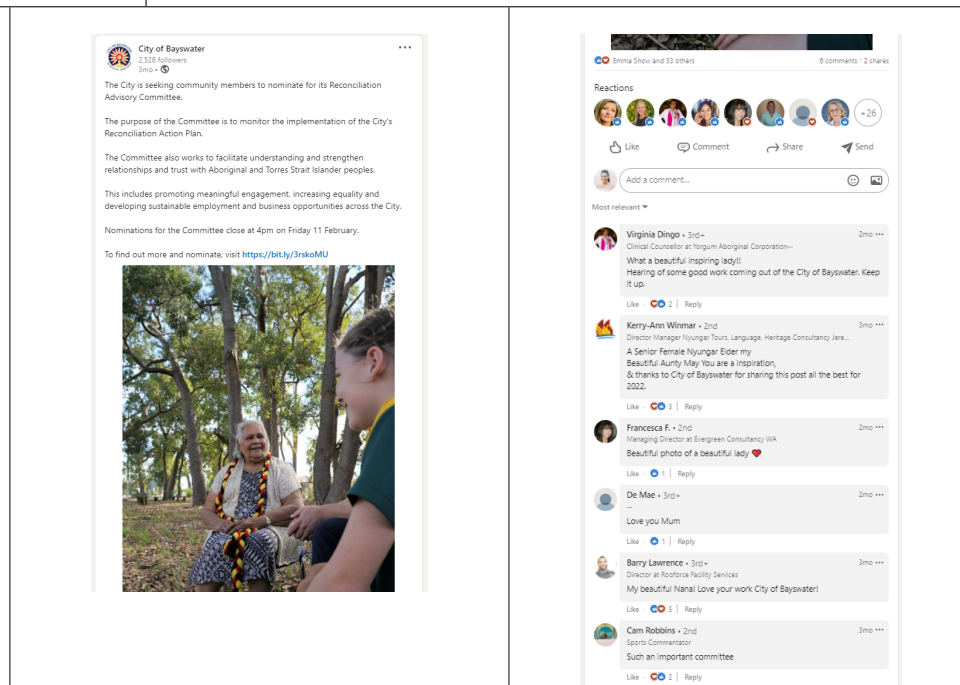 City of Bayswater
2,528 followers
3mo •
The City is seeking community members to nominate for its Reconciliation
Advisory Committee.
The purpose of the Committee is to monitor the implementation of the City's
Reconciliation Action Plan.
The Committee also works to facilitate understanding and strengthen
relationships and trust with Aboriginal and Torres Strait Islander peoples.
This includes promoting meaningful engagement, increasing equality and
developing sustainable employment and business opportunities across the City.
Nominations for the Committee close at 4pm on Friday 11 February.
To find out more and nominate, visit https://bit.ly/3rskoMU
Emma Snow and 33 others 6 comments · 2 shares
Reactions
+26
Like Comment Share Send
Add a comment...
Most relevant
Virginia Dingo • 3rd+ 2mo
Clinical Counsellor at Yorgum Aborginal Corporation--
What a beautiful inspiring lady!!
Hearing of some good work coming out of the City of Bayswater. Keep
it up.
Like · 2 | Reply
Kerry-Ann Winmar • 2nd 3mo
Director Manager Nyungar Tours, Language, Heritage Consultancy Jere...
A Senior Female Nyungar Elder my
Beautiful Aunty May You are a inspiration,
& thanks to City of Bayswater for sharing this post all the best for
2022.
Like · 3 | Reply
Francesca F. • 2nd 2mo
Managing Director at Evergreen Consultancy WA
Beautiful photo of a beautiful lady ❤
Like · 1 | Reply
De Mae • 3rd+ 2mo
--
Love you Mum
Like · 1 | Reply
Barry Lawrence • 3rd+ 3mo
Director at Rooforce Facility Services
My beautiful Nana! Love your work City of Bayswater!
Like · 5 | Reply
Cam Robbins • 2nd 3mo
Sports Commentator
Such an important committee
Like · 2 | Reply